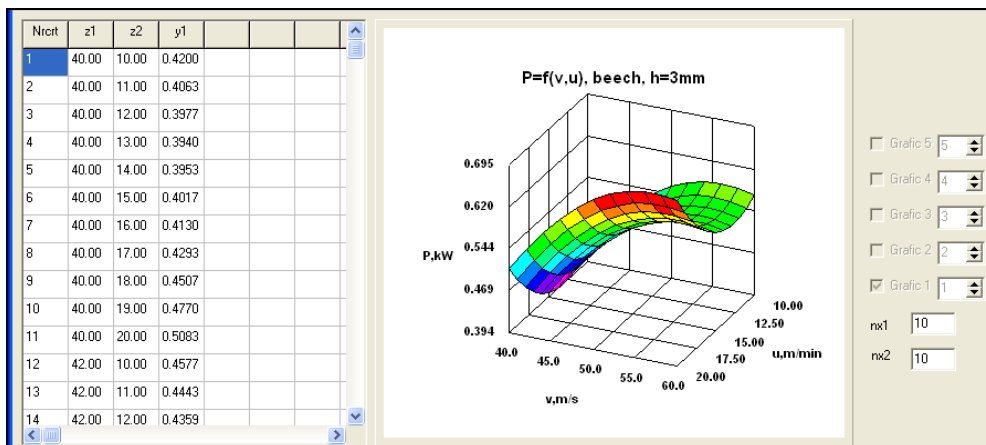 Nrcrt z1 z2 y1
1 40.00 10.00 0.4200
2 40.00 11.00 0.4063
3 40.00 12.00 0.3977
4 40.00 13.00 0.3940
5 40.00 14.00 0.3953
6 40.00 15.00 0.4017
7 40.00 16.00 0.4130
8 40.00 17.00 0.4293
9 40.00 18.00 0.4507
10 40.00 19.00 0.4770
11 40.00 20.00 0.5083
12 42.00 10.00 0.4577
13 42.00 11.00 0.4443
14 42.00 12.00 0.4359
P=f(v,u), beech, h=3mm
0.695
0.620
0.544
P,kW
0.469
0.394
40.0 45.0 50.0 55.0 60.0
v,m/s
10.00
12.50
15.00
17.50
20.00
u,m/min
Grafic 5 5
Grafic 4 4
Grafic 3 3
Grafic 2 2
Grafic 1 1
nx1 10
nx2 10